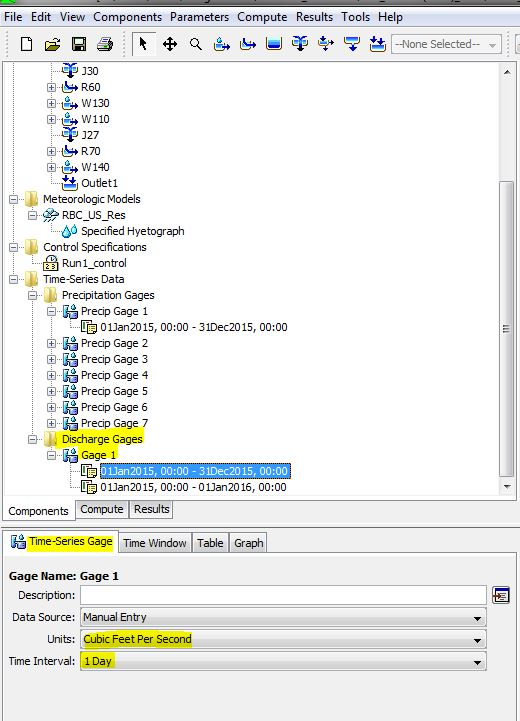 File Edit View Components Parameters Compute Results Tools Help
--None Selected--
J30
R60
W130
W110
J27
R70
W140
Outlet1
Meteorologic Models
RBC_US_Res
Specified Hyetograph
Control Specifications
Run1_control
Time-Series Data
Precipitation Gages
Precip Gage 1
01Jan2015, 00:00 - 31Dec2015, 00:00
Precip Gage 2
Precip Gage 3
Precip Gage 4
Precip Gage 5
Precip Gage 6
Precip Gage 7
Discharge Gages
Gage 1
01Jan2015, 00:00 - 31Dec2015, 00:00
01Jan2015, 00:00 - 01Jan2016, 00:00
Components Compute Results
Time-Series Gage Time Window Table Graph
Gage Name: Gage 1
Description:
Data Source: Manual Entry
Units: Cubic Feet Per Second
Time Interval: 1 Day